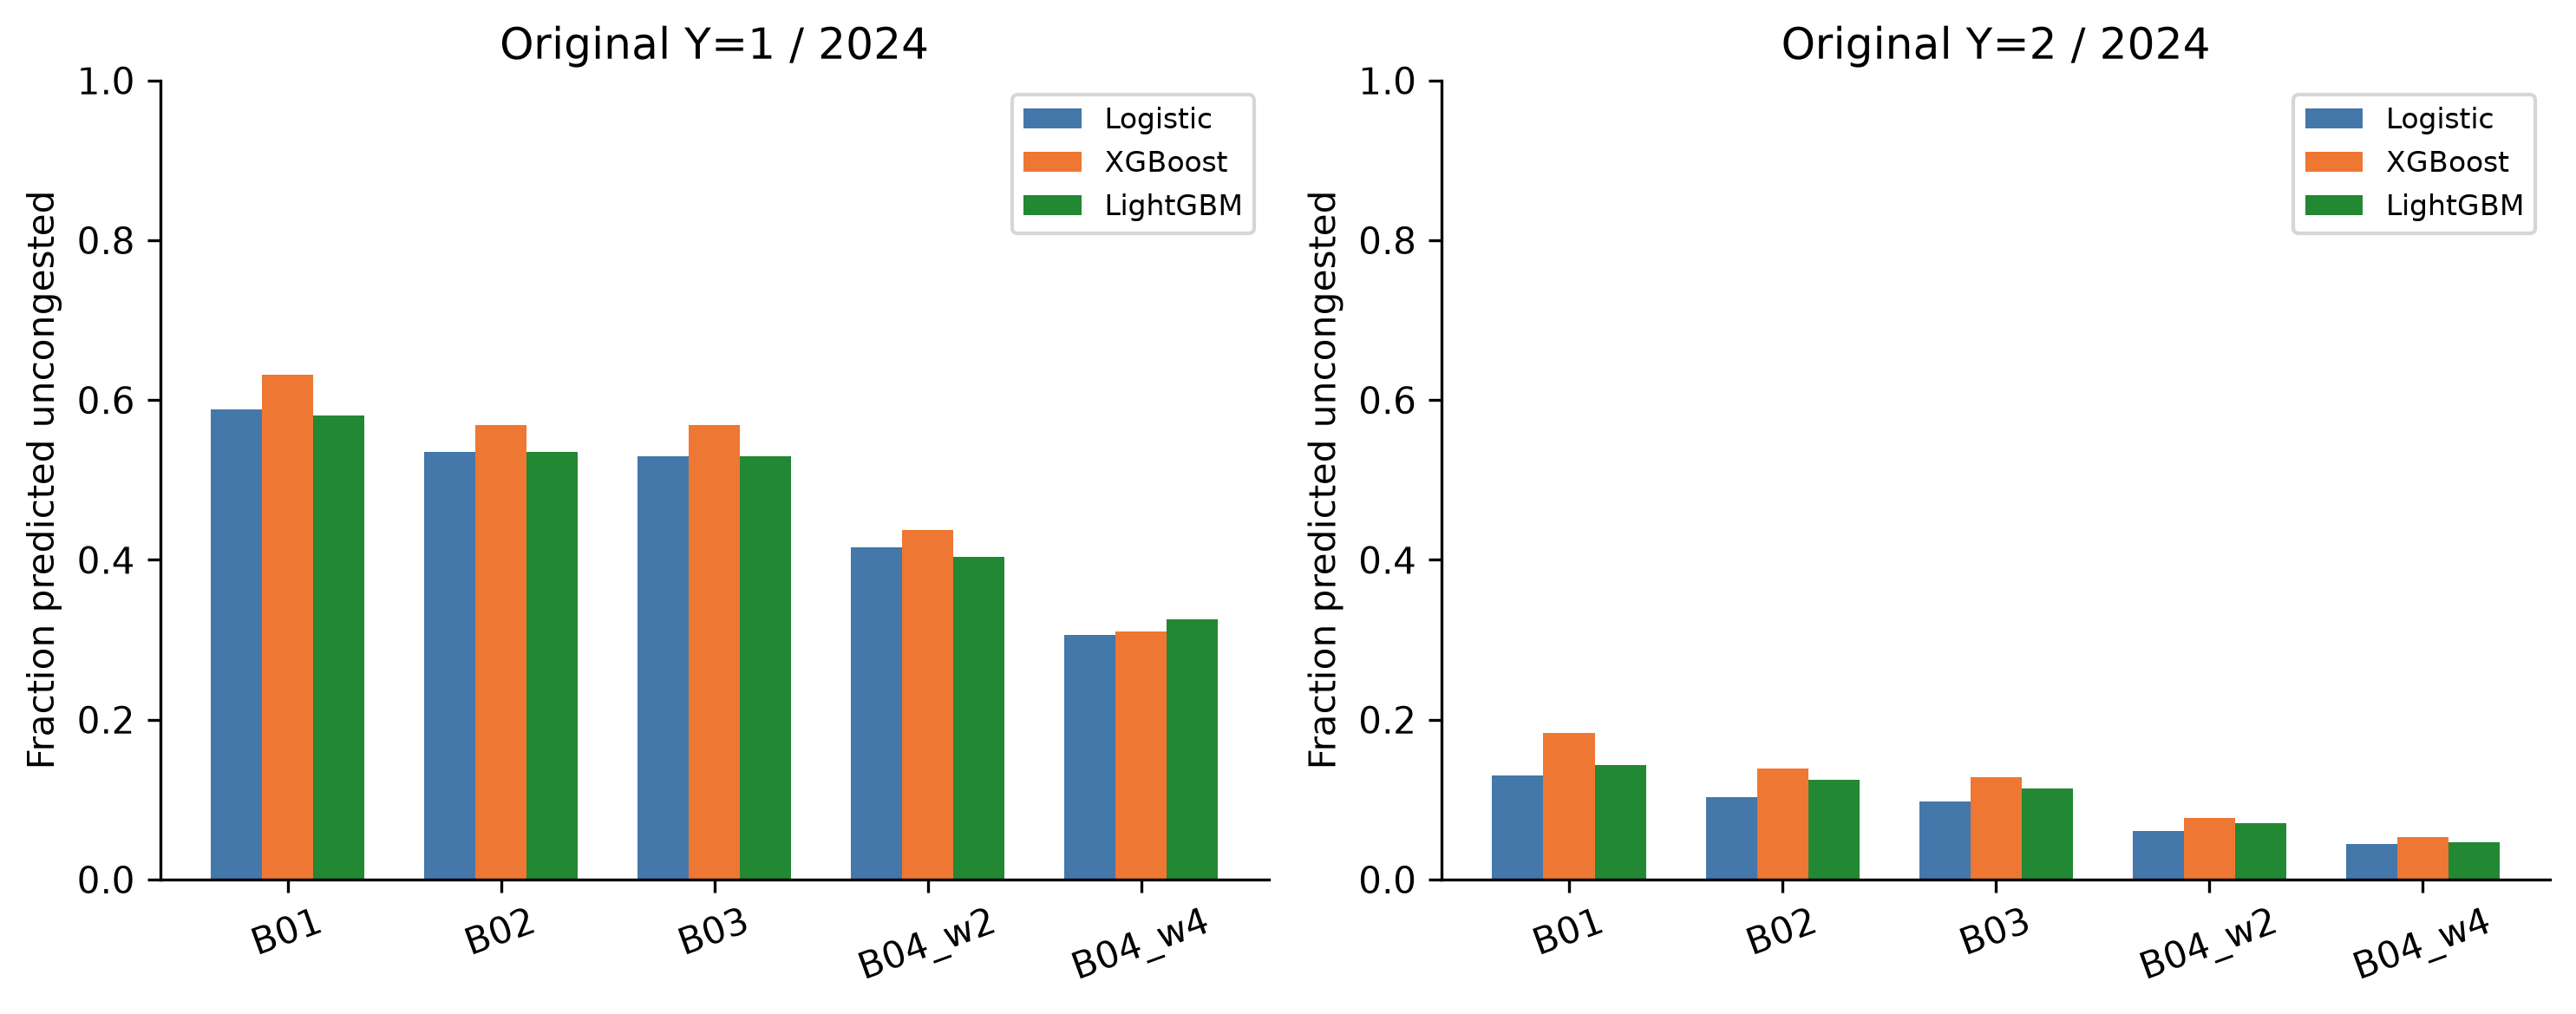 Original Y=1 / 2024
Fraction predicted uncongested
1.0
0.8
0.6
0.4
0.2
0.0
Logistic
XGBoost
LightGBM
B01
B02
B03
B04_w2
B04_w4
Original Y=2 / 2024
Fraction predicted uncongested
1.0
0.8
0.6
0.4
0.2
0.0
Logistic
XGBoost
LightGBM
B01
B02
B03
B04_w2
B04_w4